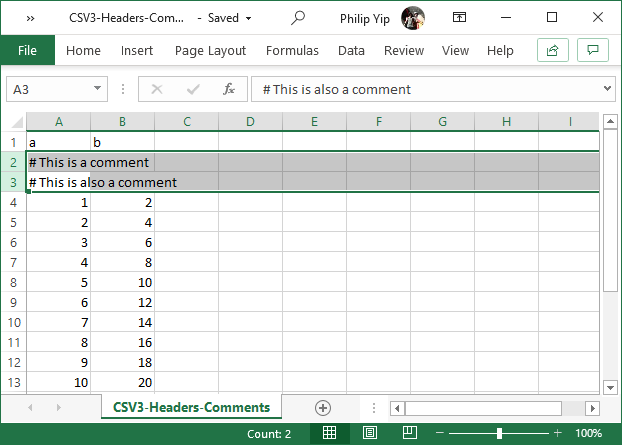 »
CSV3-Headers-Com... - Saved
Philip Yip
File Home Insert Page Layout Formulas Data Review View Help
A3 fx # This is also a comment
A B C D E F G H I
1 a b
2 # This is a comment
3 # This is also a comment
4 1 2
5 2 4
6 3 6
7 4 8
8 5 10
9 6 12
10 7 14
11 8 16
12 9 18
13 10 20
CSV3-Headers-Comments
Count: 2 100%